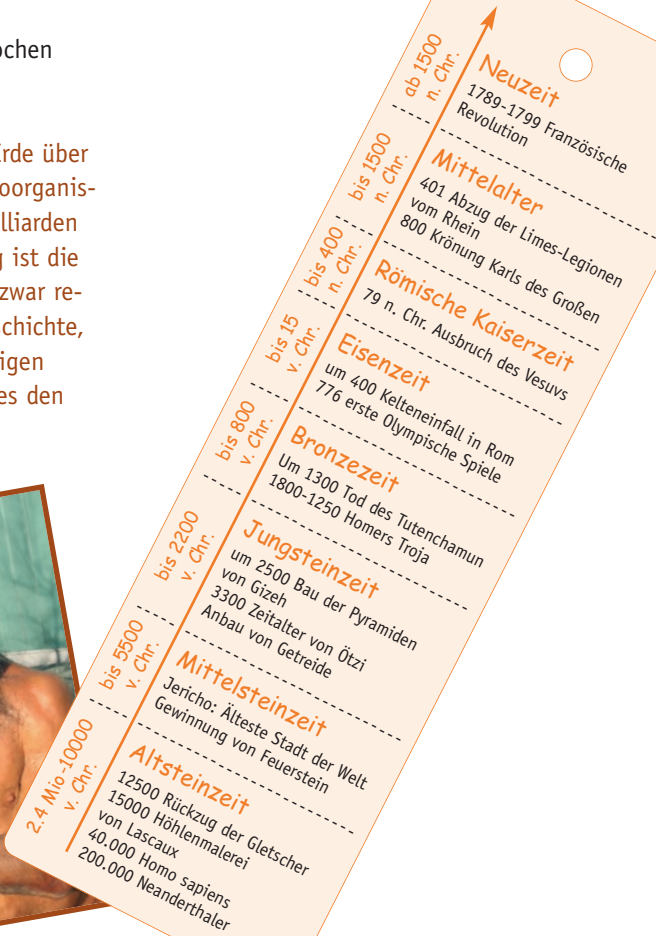 ochen
Erde über
oorganis-
lliarden
g ist die
zwar re-
schichte,
igen
es den
ab 1500
n. Chr.
Neuzeit
1789-1799 Französische
Revolution
bis 1500
n. Chr.
Mittelalter
401 Abzug der Limes-Legionen
vom Rhein
800 Krönung Karls des Großen
bis 400
n. Chr.
Römische Kaiserzeit
79 n. Chr. Ausbruch des Vesuvs
bis 15
v. Chr.
Eisenzeit
um 400 Kelteneinfall in Rom
776 erste Olympische Spiele
bis 800
v. Chr.
Bronzezeit
Um 1300 Tod des Tutenchamun
1800-1250 Homers Troja
bis 2200
v. Chr.
Jungsteinzeit
um 2500 Bau der Pyramiden
von Gizeh
3300 Zeitalter von Ötzi
Anbau von Getreide
bis 5500
v. Chr.
Mittelsteinzeit
Jericho: Älteste Stadt der Welt
Gewinnung von Feuerstein
2.4 Mio-10000
v. Chr.
Altsteinzeit
12500 Rückzug der Gletscher
15000 Höhlenmalerei
von Lascaux
40.000 Homo sapiens
200.000 Neanderthaler